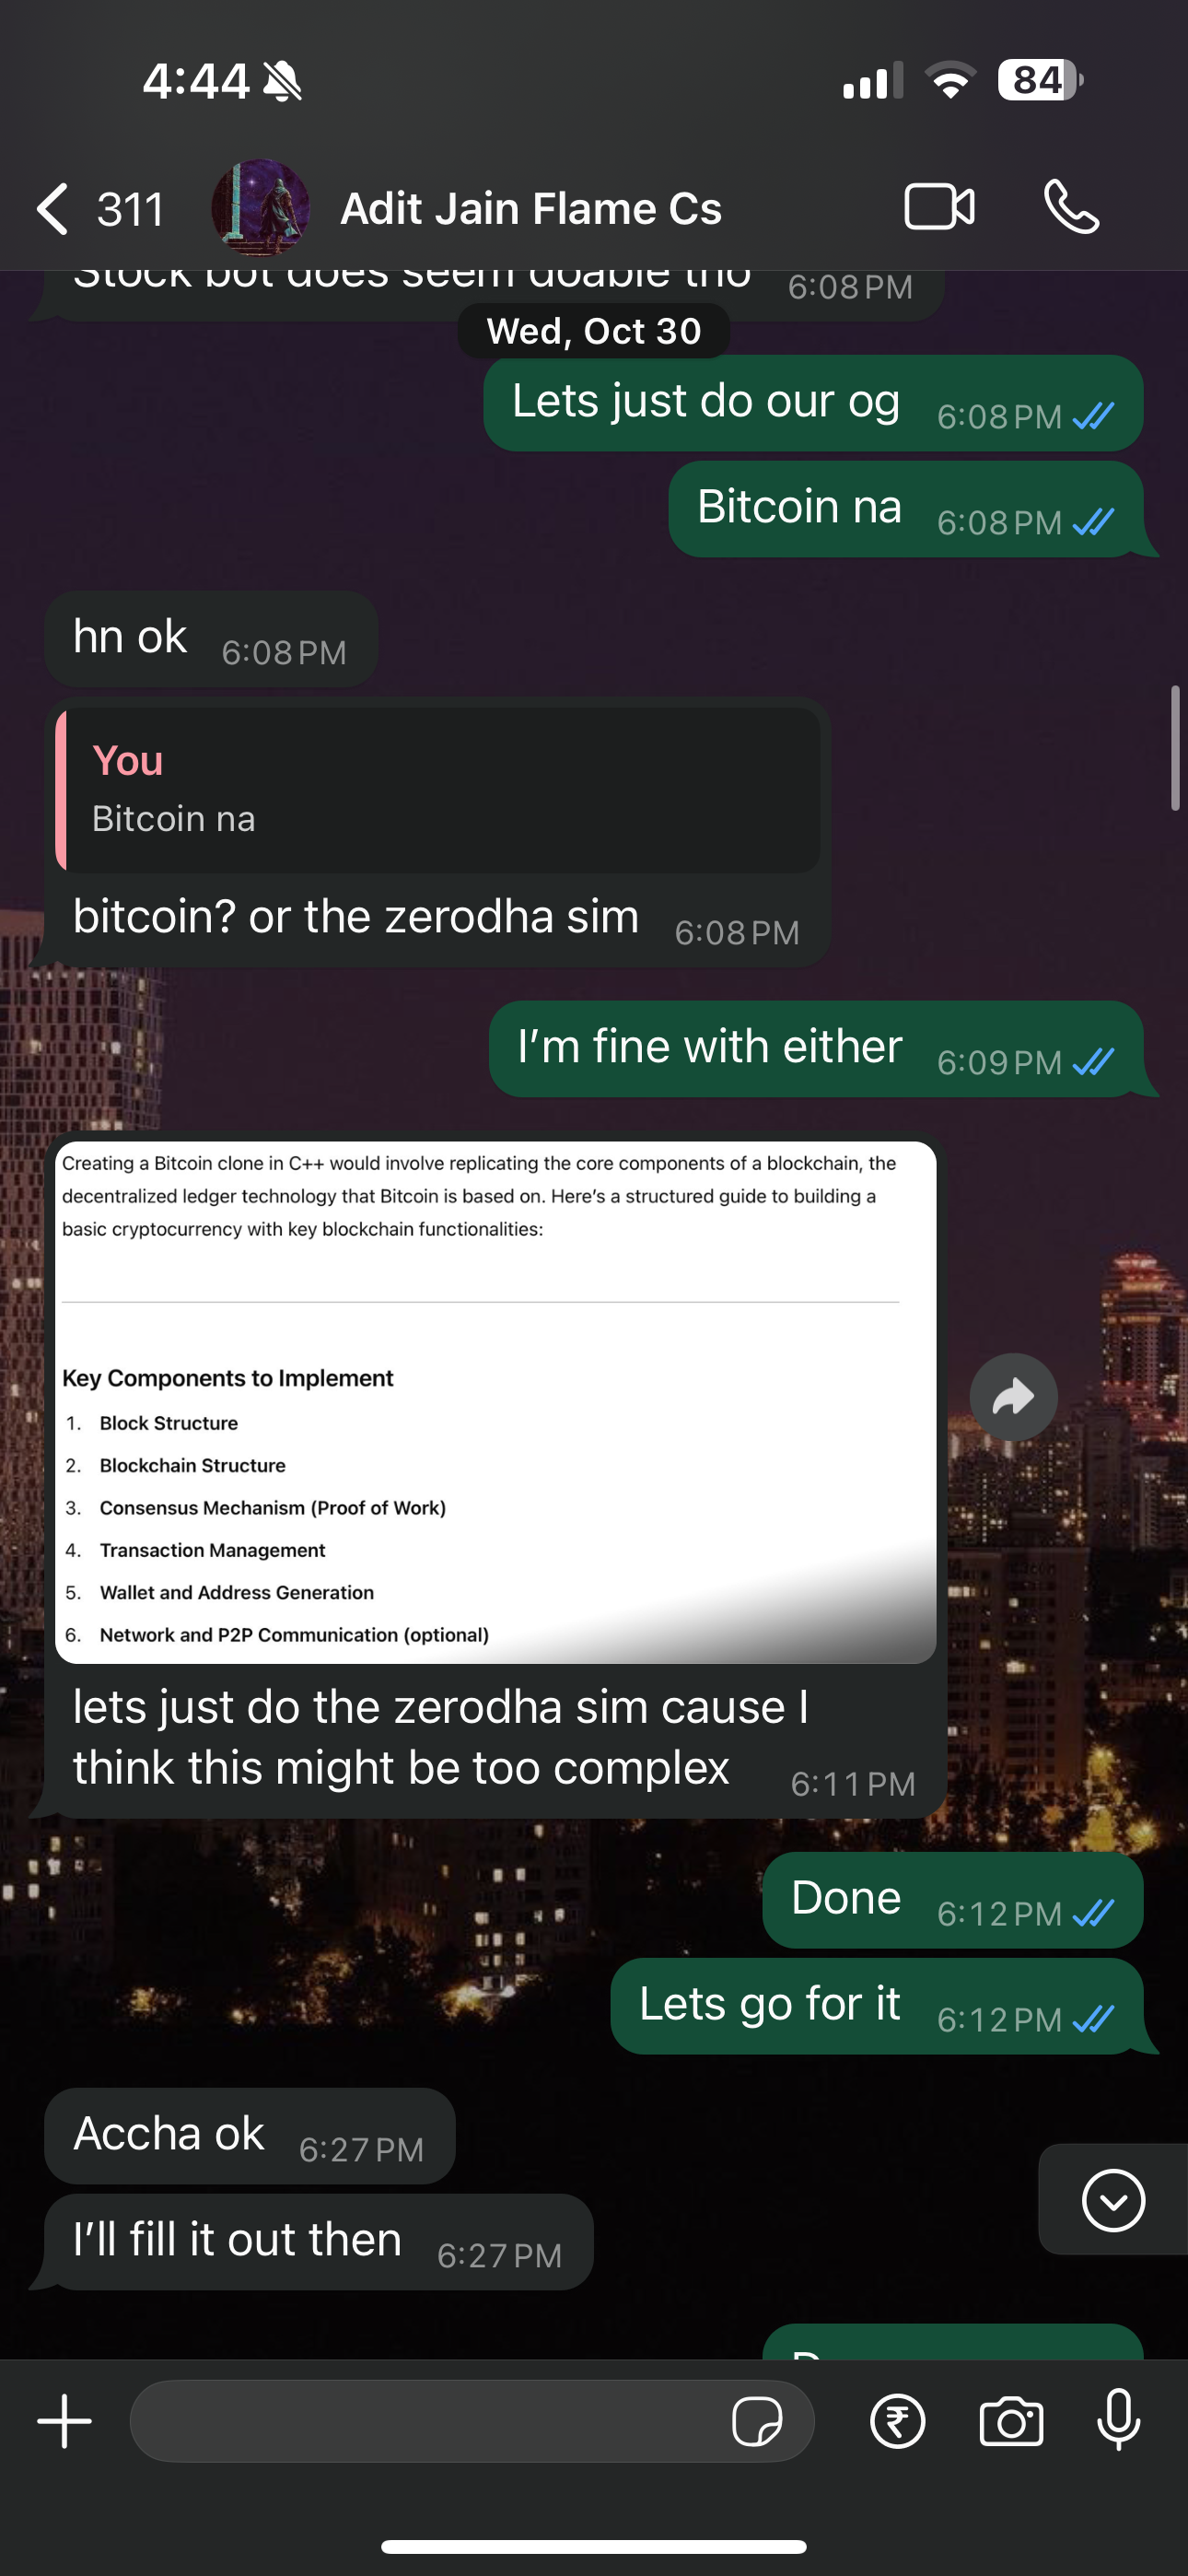 4:44
84
311
Adit Jain Flame Cs
Stock bot does seem doable tho 6:08 PM
Wed, Oct 30
Lets just do our og 6:08 PM
Bitcoin na 6:08 PM
hn ok 6:08 PM
You
Bitcoin na
bitcoin? or the zerodha sim 6:08 PM
I’m fine with either 6:09 PM
Creating a Bitcoin clone in C++ would involve replicating the core components of a blockchain, the
decentralized ledger technology that Bitcoin is based on. Here’s a structured guide to building a
basic cryptocurrency with key blockchain functionalities:
Key Components to Implement
1. Block Structure
2. Blockchain Structure
3. Consensus Mechanism (Proof of Work)
4. Transaction Management
5. Wallet and Address Generation
6. Network and P2P Communication (optional)
lets just do the zerodha sim cause I
think this might be too complex 6:11 PM
Done 6:12 PM
Lets go for it 6:12 PM
Accha ok 6:27 PM
I’ll fill it out then 6:27 PM
₹